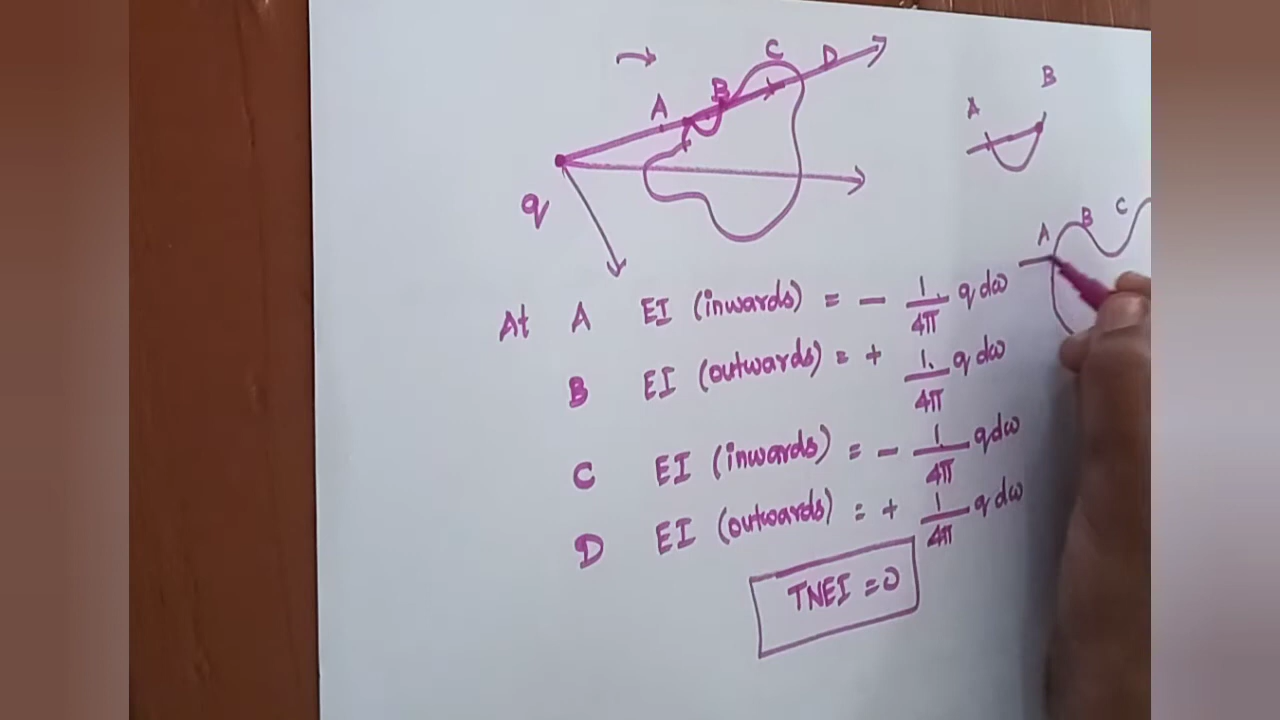 C
D
B
A
q
A
B
A
B
C
At A EI (inwards) = - 1/4π q dω
B EI (outwards) = + 1/4π q dω
C EI (inwards) = - 1/4π q dω
D EI (outwards) = + 1/4π q dω
TNEI = 0